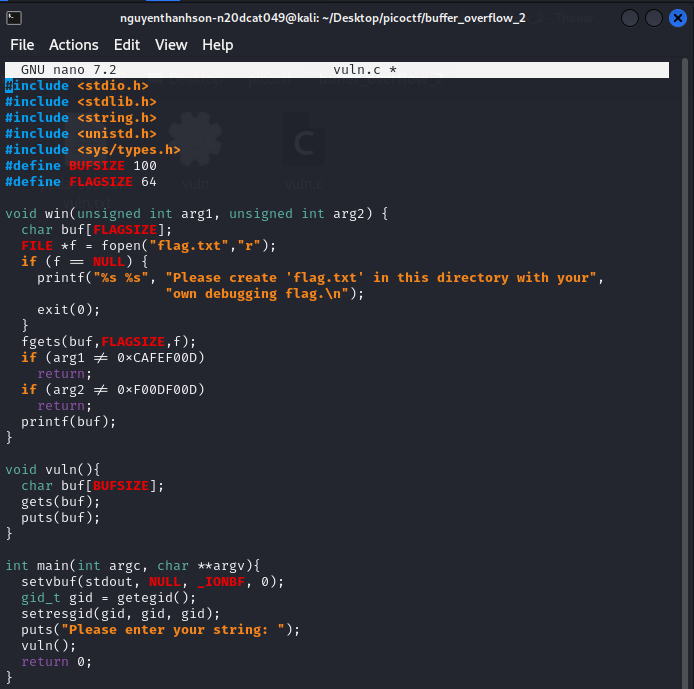 nguyenthanhson-n20dcat049@kali: ~/Desktop/picoctf/buffer_overflow_2
File Actions Edit View Help
GNU nano 7.2 vuln.c *
#include <stdio.h>
#include <stdlib.h>
#include <string.h>
#include <unistd.h>
#include <sys/types.h>
#define BUFSIZE 100
#define FLAGSIZE 64

void win(unsigned int arg1, unsigned int arg2) {
  char buf[FLAGSIZE];
  FILE *f = fopen("flag.txt","r");
  if (f == NULL) {
    printf("%s %s", "Please create 'flag.txt' in this directory with your",
                    "own debugging flag.\n");
    exit(0);
  }
  fgets(buf,FLAGSIZE,f);
  if (arg1 != 0×CAFEF00D)
    return;
  if (arg2 != 0×F00DF00D)
    return;
  printf(buf);
}

void vuln(){
  char buf[BUFSIZE];
  gets(buf);
  puts(buf);
}

int main(int argc, char **argv){
  setvbuf(stdout, NULL, _IONBF, 0);
  gid_t gid = getegid();
  setresgid(gid, gid, gid);
  puts("Please enter your string: ");
  vuln();
  return 0;
}